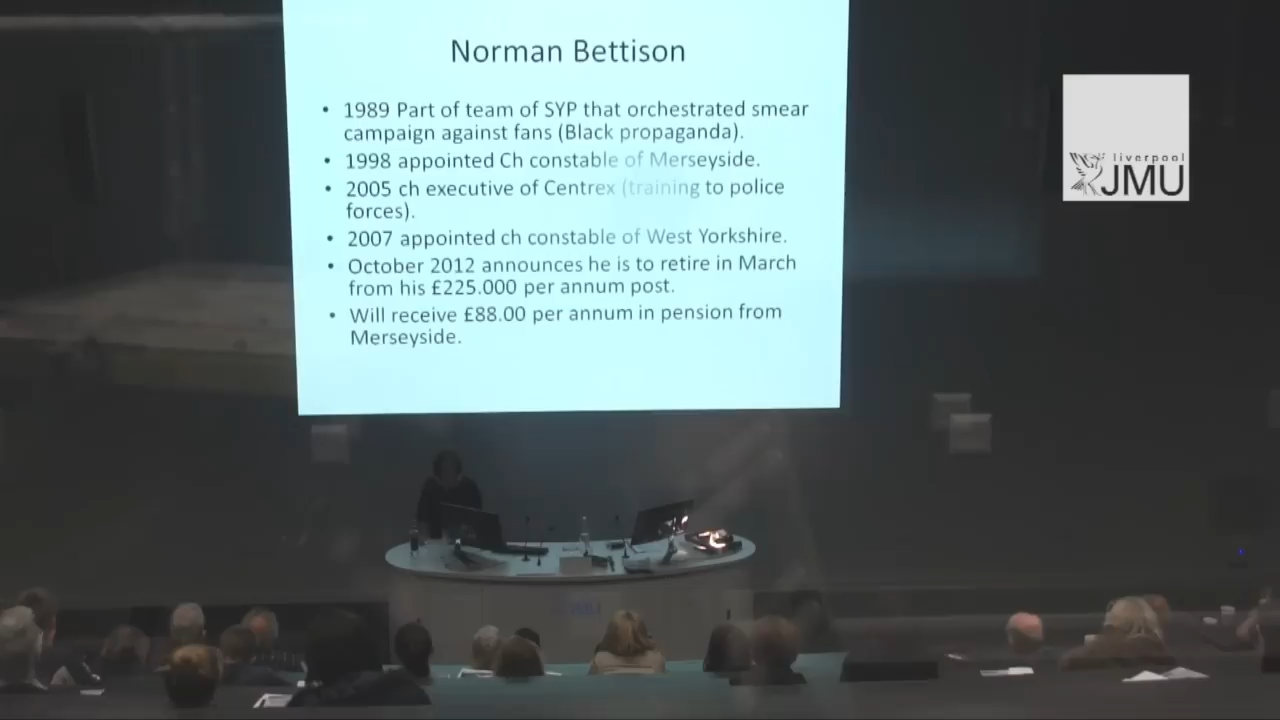 Norman Bettison
• 1989 Part of team of SYP that orchestrated smear
campaign against fans (Black propaganda).
• 1998 appointed Ch constable of Merseyside.
• 2005 ch executive of Centrex (training to police
forces).
• 2007 appointed ch constable of West Yorkshire.
• October 2012 announces he is to retire in March
from his £225.000 per annum post.
• Will receive £88.00 per annum in pension from
Merseyside.
liverpool
JMU